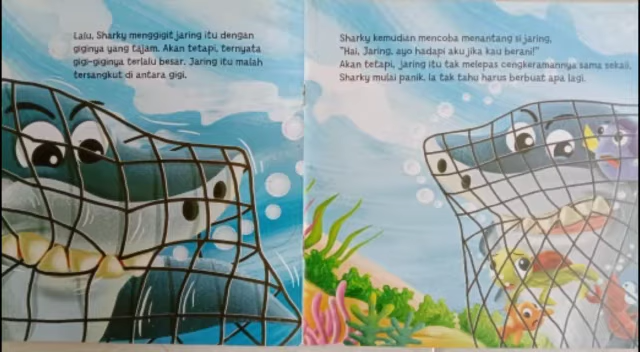 Lalu, Sharky menggigit jaring itu dengan
giginya yang tajam. Akan tetapi, ternyata
gigi-giginya terlalu besar. Jaring itu malah
tersangkut di antara gigi.
Sharky kemudian mencoba menantang si jaring,
"Hai, Jaring, ayo hadapi aku jika kau berani!"
Akan tetapi, jaring itu tak melepas cengkeramannya sama sekali.
Sharky mulai panik. Ia tak tahu harus berbuat apa lagi.